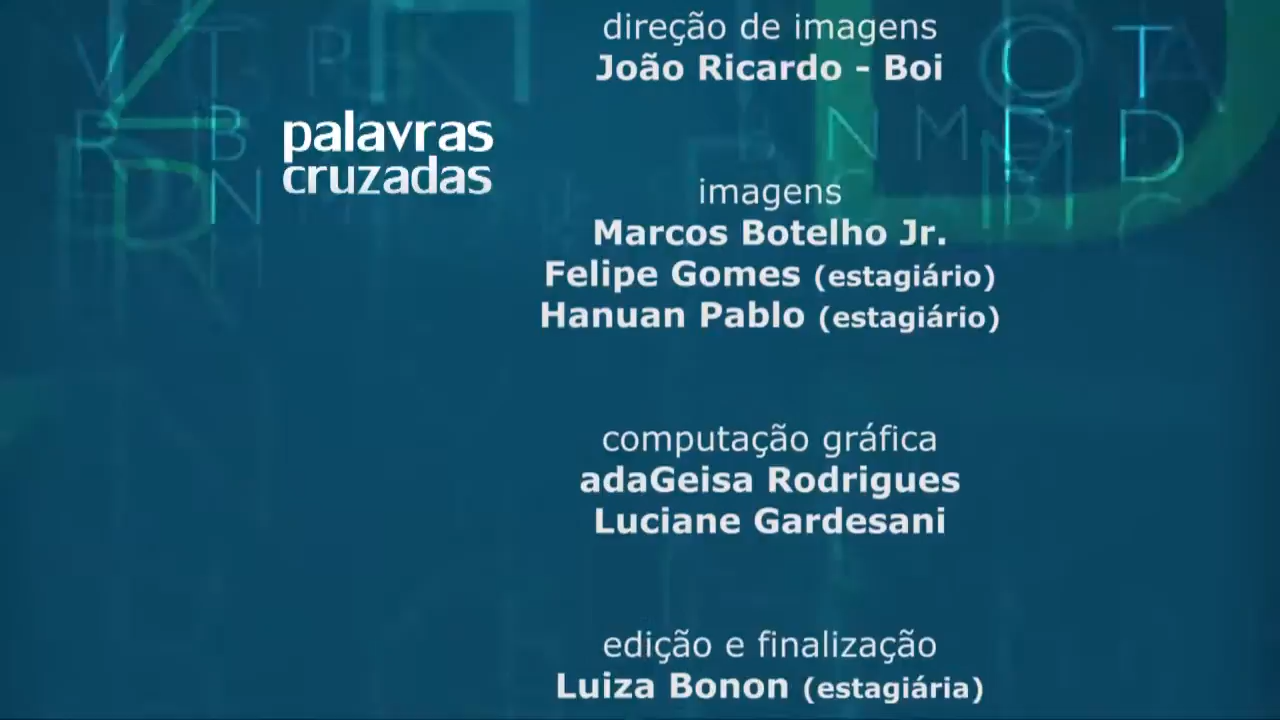 direção de imagens
João Ricardo - Boi
palavras
cruzadas
imagens
Marcos Botelho Jr.
Felipe Gomes (estagiário)
Hanuan Pablo (estagiário)
computação gráfica
adaGeisa Rodrigues
Luciane Gardesani
edição e finalização
Luiza Bonon (estagiária)